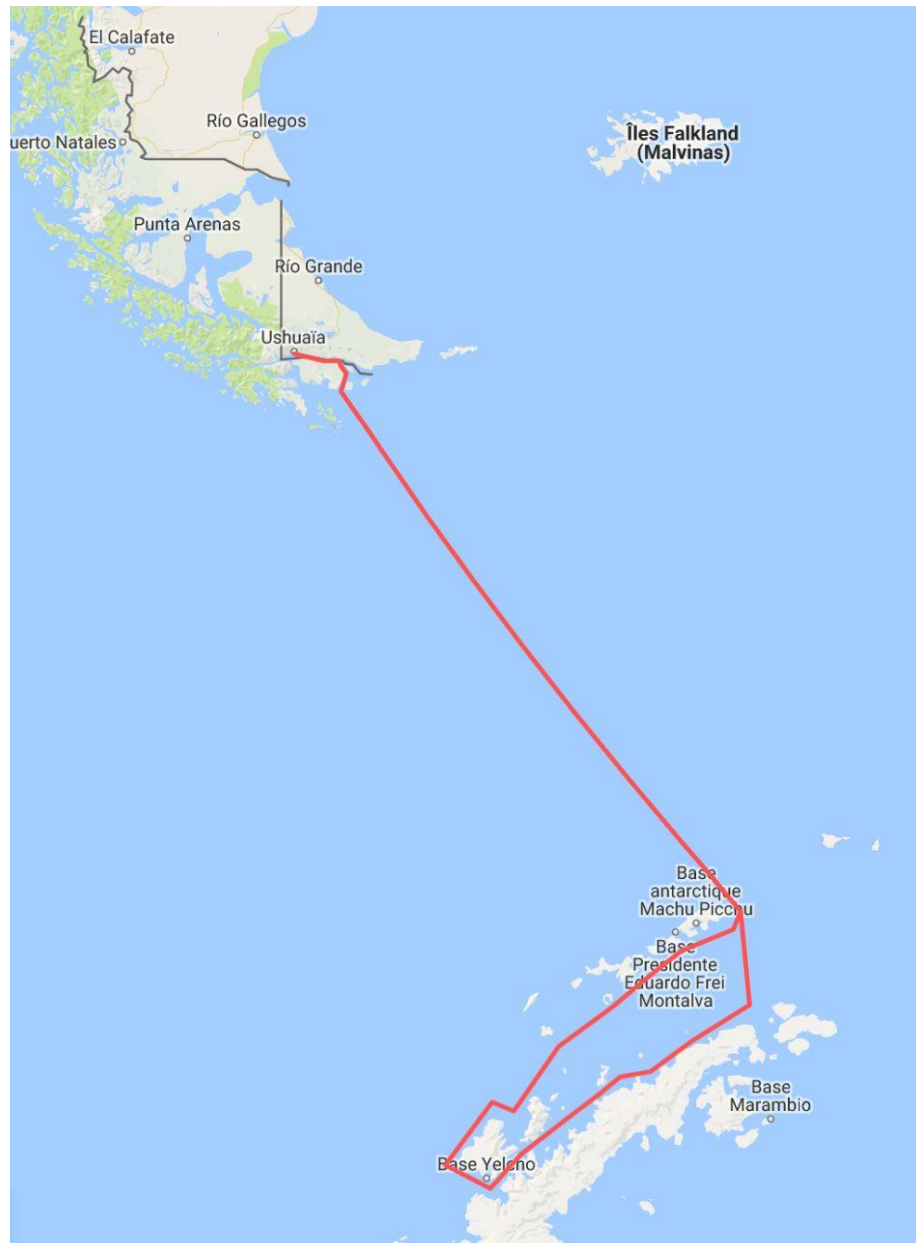 El Calafate
Río Gallegos
uerto Natales
Îles Falkland
(Malvinas)
Punta Arenas
Río Grande
Ushuaïa
Base
antarctique
Machu Picchu
Base
Presidente
Eduardo Frei
Montalva
Base
Marambio
Base Yelcho